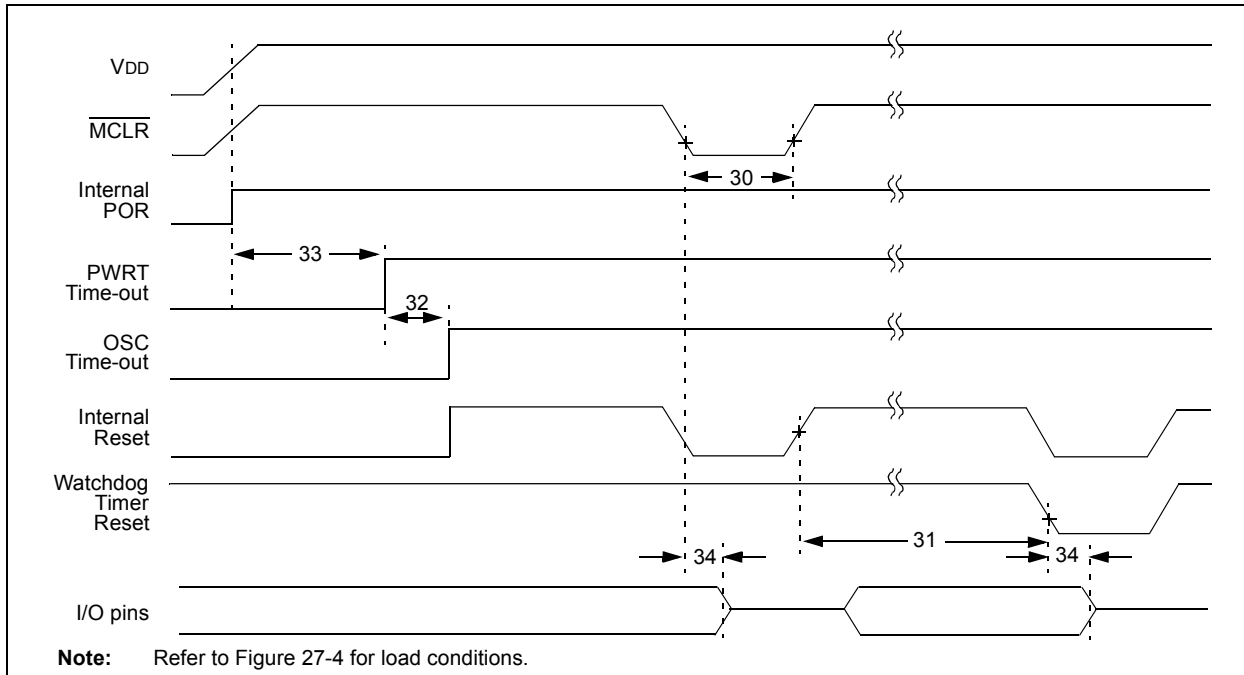 VDD
MCLR
Internal
POR
30
33
PWRT
Time-out
32
OSC
Time-out
Internal
Reset
Watchdog
Timer
Reset
31
34
34
I/O pins
Note: Refer to Figure 27-4 for load conditions.